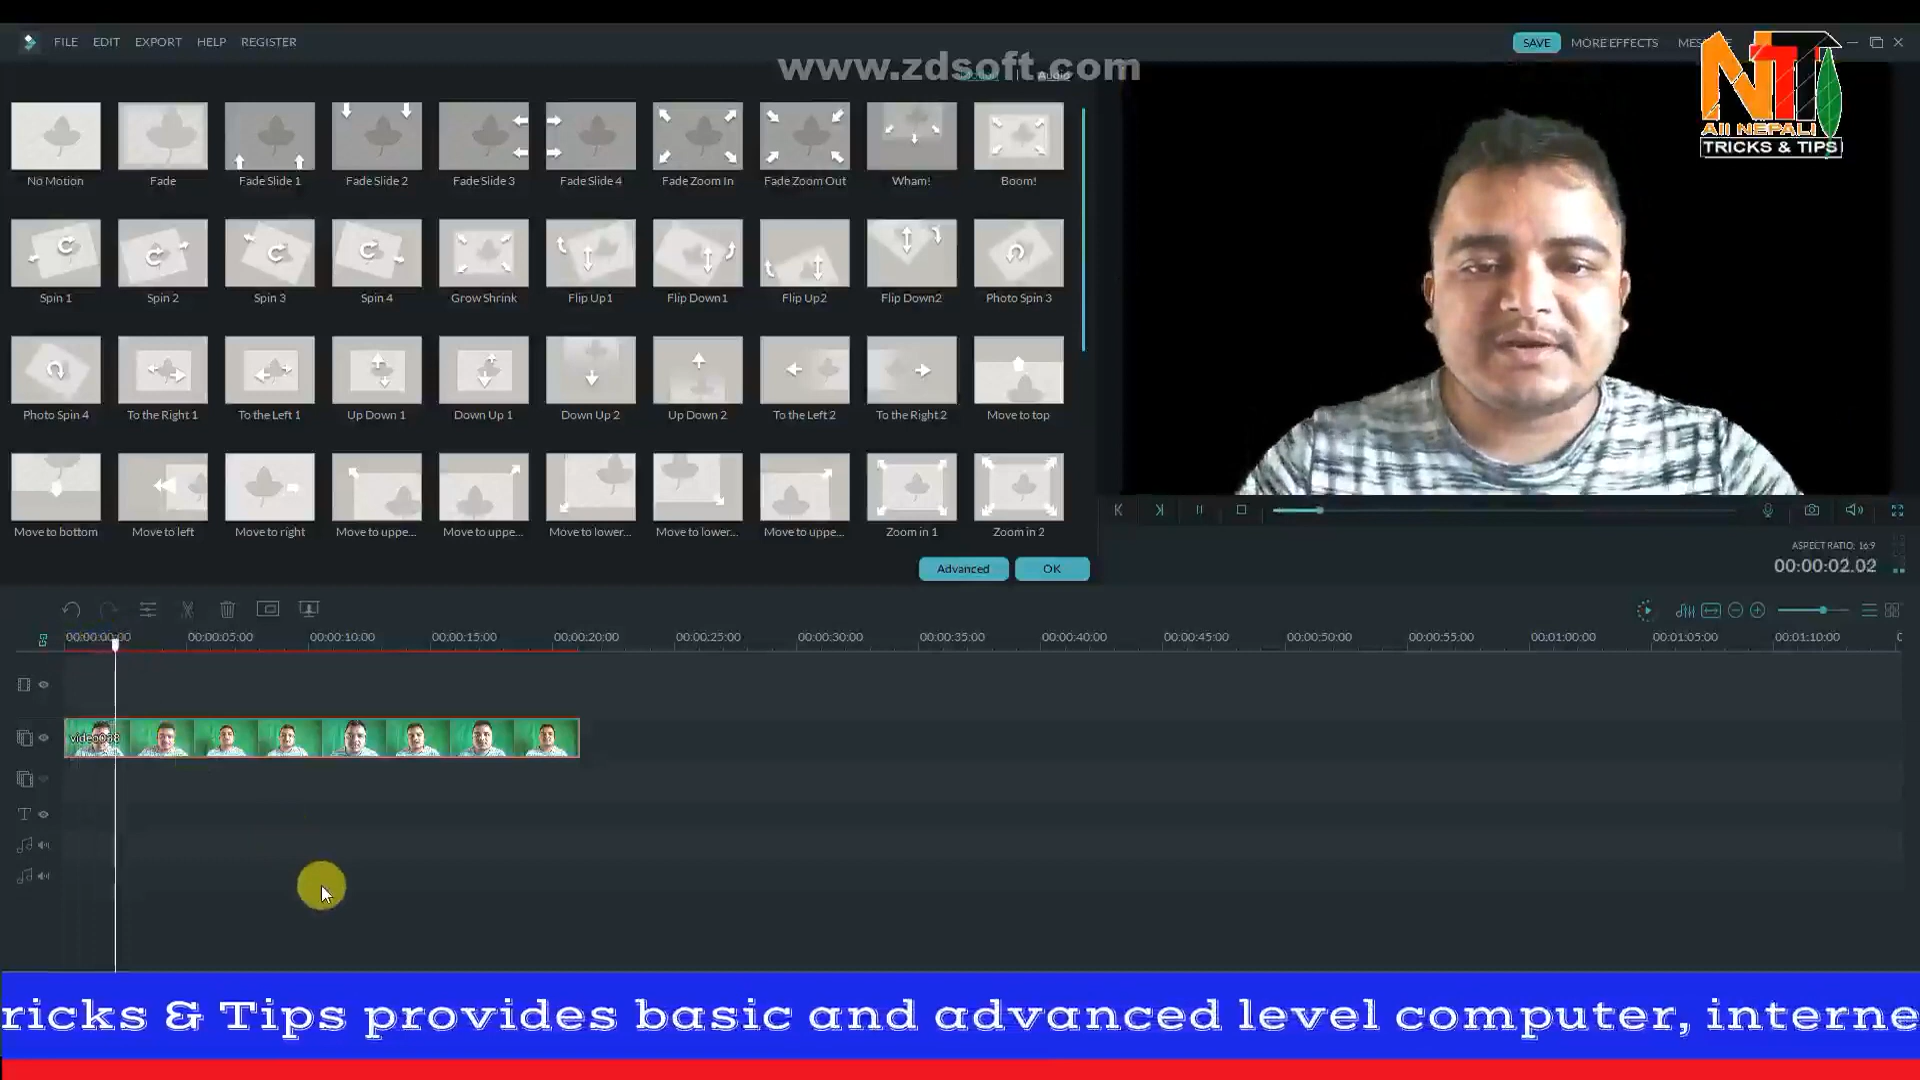 FILE EDIT EXPORT HELP REGISTER
SAVE MORE EFFECTS
www.zdsoft.com
Motion Audio
NTT
All NEPALI
TRICKS & TIPS
No Motion Fade Fade Slide 1 Fade Slide 2 Fade Slide 3 Fade Slide 4 Fade Zoom In Fade Zoom Out Wham! Boom!
Spin 1 Spin 2 Spin 3 Spin 4 Grow Shrink Flip Up1 Flip Down1 Flip Up2 Flip Down2 Photo Spin 3
Photo Spin 4 To the Right 1 To the Left 1 Up Down 1 Down Up 1 Down Up 2 Up Down 2 To the Left 2 To the Right 2 Move to top
Move to bottom Move to left Move to right Move to uppe... Move to uppe... Move to lower... Move to lower... Move to uppe... Zoom in 1 Zoom in 2
Advanced OK
ASPECT RATIO: 16:9
00:00:02.02
00:00:00:00 00:00:05:00 00:00:10:00 00:00:15:00 00:00:20:00 00:00:25:00 00:00:30:00 00:00:35:00 00:00:40:00 00:00:45:00 00:00:50:00 00:00:55:00 00:01:00:00 00:01:05:00 00:01:10:00
ricks & Tips provides basic and advanced level computer, interne